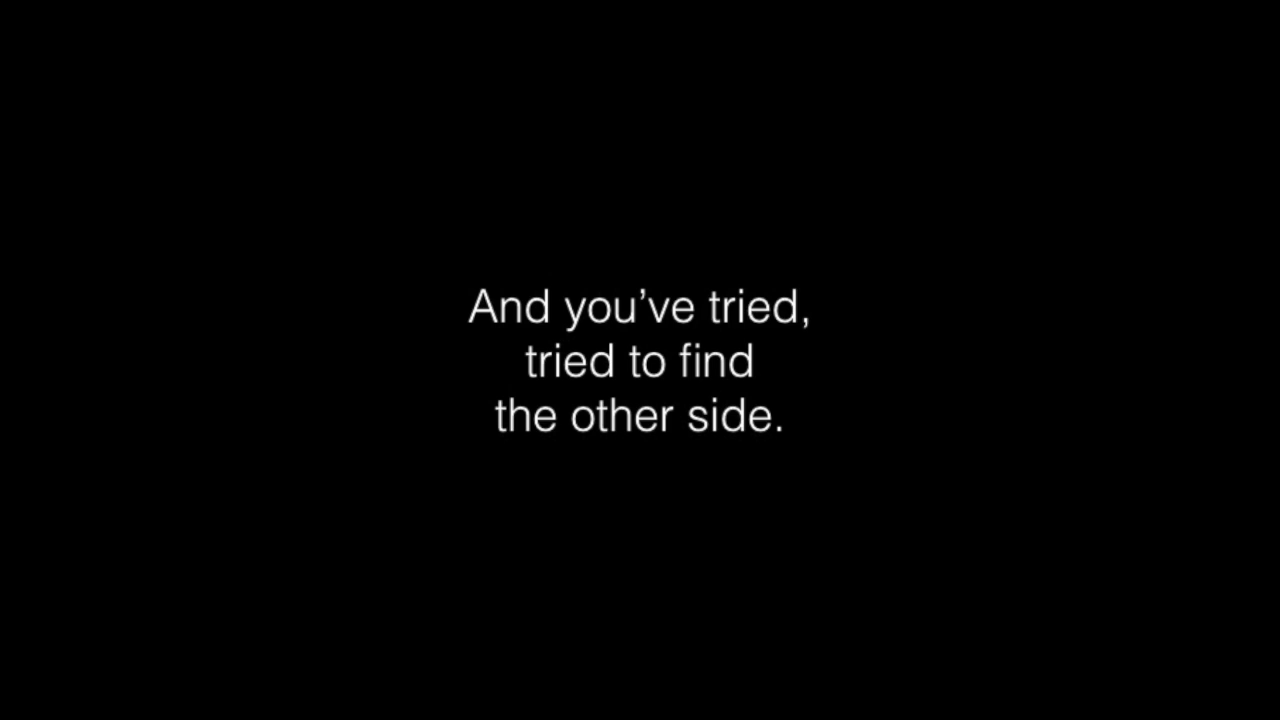 And you’ve tried,
tried to find
the other side.